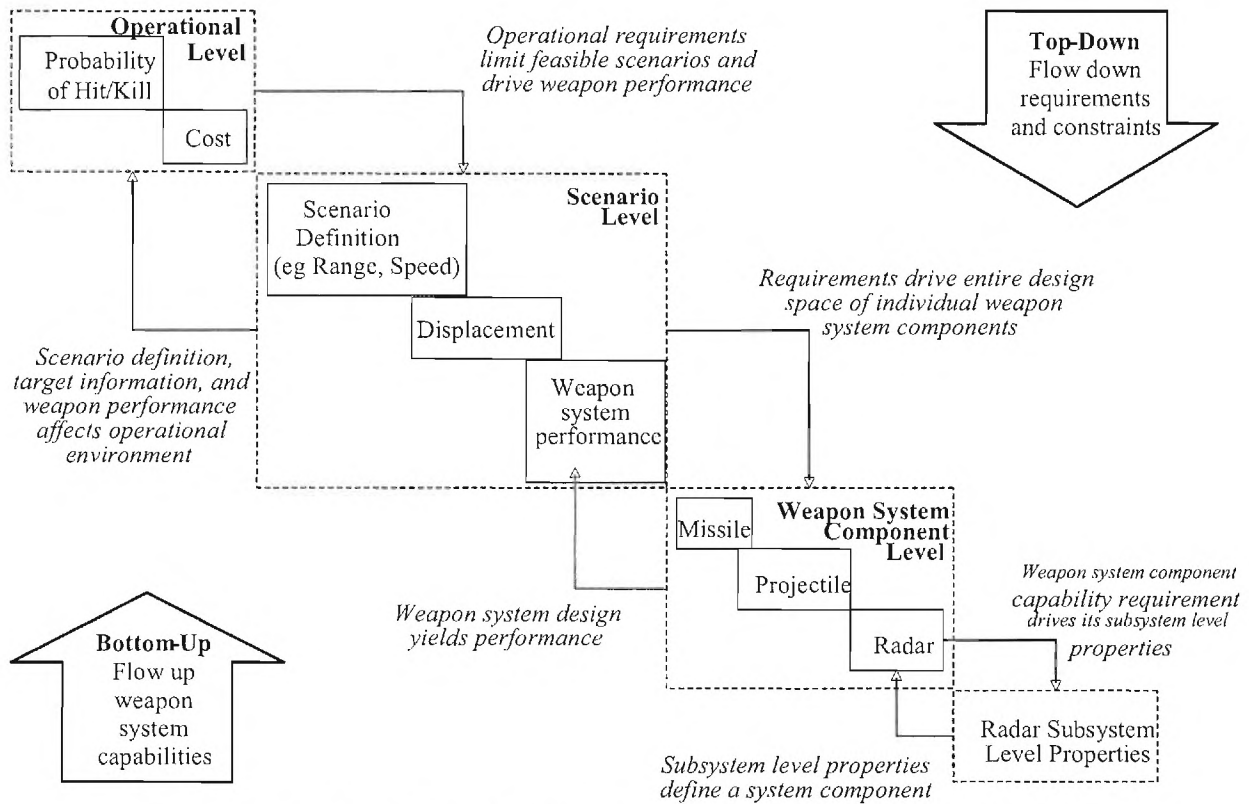 Operational
Level
Probability
of Hit/Kill
Cost
Operational requirements
limit feasible scenarios and
drive weapon performance
Top-Down
Flow down
requirements
and constraints
Scenario
Level
Scenario
Definition
(eg Range, Speed)
Displacement
Weapon
system
performance
Requirements drive entire design
space of individual weapon
system components
Scenario definition,
target information, and
weapon performance
affects operational
environment
Weapon System
Component
Level
Missile
Projectile
Radar
Weapon system design
yields performance
Weapon system component
capability requirement
drives its subsystem level
properties
Bottom-Up
Flow up
weapon
system
capabilities
Radar Subsystem
Level Properties
Subsystem level properties
define a system component